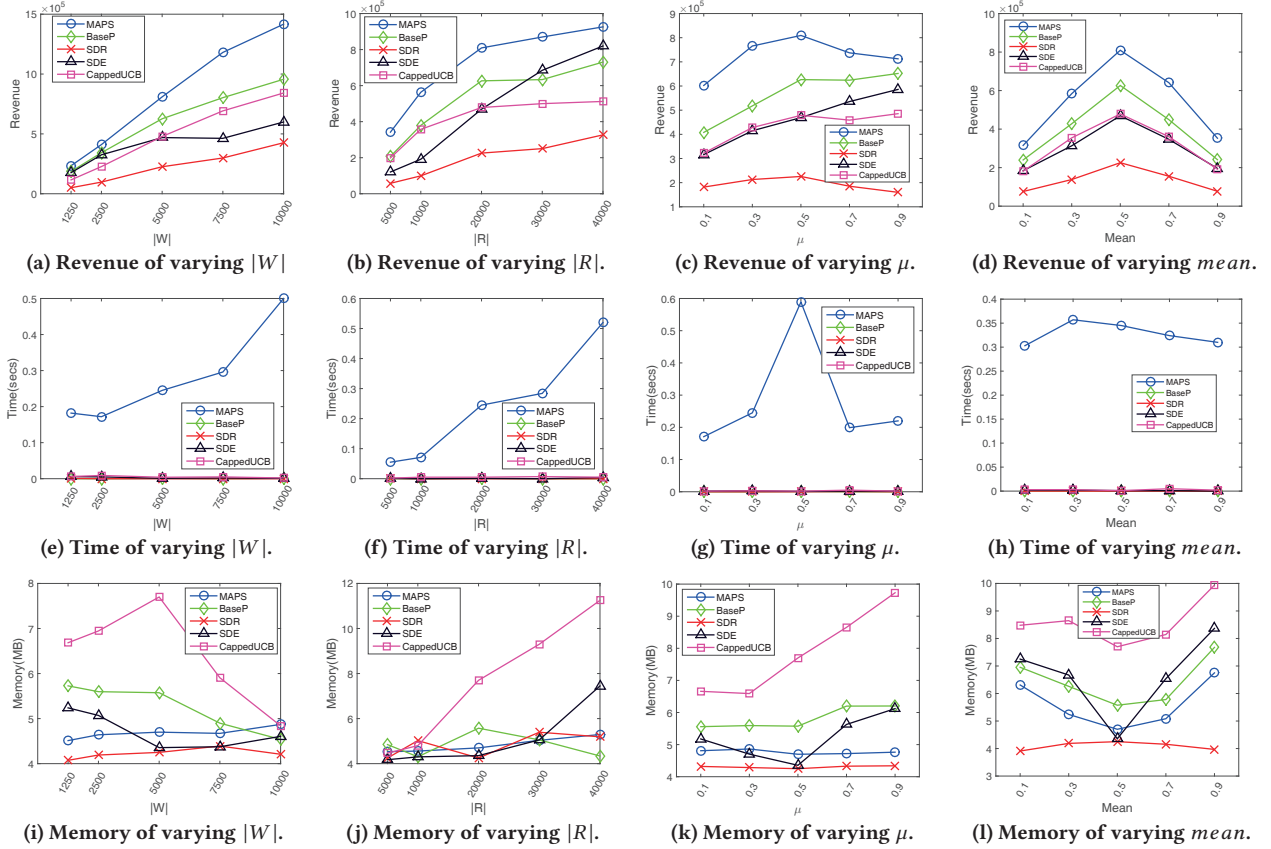 ×10^5
×10^5
×10^5
×10^5
15
10
5
0
Revenue
MAPS
BaseP
SDR
SDE
CappedUCB
1250
2500
5000
7500
10000
|W|
(a) Revenue of varying |W|
10
8
6
4
2
0
Revenue
MAPS
BaseP
SDR
SDE
CappedUCB
5000
10000
20000
30000
40000
|R|
(b) Revenue of varying |R|.
9
8
7
6
5
4
3
2
1
Revenue
MAPS
BaseP
SDR
SDE
CappedUCB
0.1
0.3
0.5
0.7
0.9
μ
(c) Revenue of varying μ.
10
8
6
4
2
0
Revenue
MAPS
BaseP
SDR
SDE
CappedUCB
0.1
0.3
0.5
0.7
0.9
Mean
(d) Revenue of varying mean.
0.5
0.4
0.3
0.2
0.1
0
Time(secs)
MAPS
BaseP
SDR
SDE
CappedUCB
1250
2500
5000
7500
10000
|W|
(e) Time of varying |W|.
0.6
0.5
0.4
0.3
0.2
0.1
0
Time(secs)
MAPS
BaseP
SDR
SDE
CappedUCB
5000
10000
20000
30000
40000
|R|
(f) Time of varying |R|.
0.6
0.4
0.2
0
Time(secs)
MAPS
BaseP
SDR
SDE
CappedUCB
0.1
0.3
0.5
0.7
0.9
μ
(g) Time of varying μ.
0.4
0.35
0.3
0.25
0.2
0.15
0.1
0.05
0
Time(secs)
MAPS
BaseP
SDR
SDE
CappedUCB
0.1
0.3
0.5
0.7
0.9
Mean
(h) Time of varying mean.
8
7
6
5
4
Memory(MB)
MAPS
BaseP
SDR
SDE
CappedUCB
1250
2500
5000
7500
10000
|W|
(i) Memory of varying |W|.
12
10
8
6
4
Memory(MB)
MAPS
BaseP
SDR
SDE
CappedUCB
5000
10000
20000
30000
40000
|R|
(j) Memory of varying |R|.
10
9
8
7
6
5
4
Memory(MB)
MAPS
BaseP
SDR
SDE
CappedUCB
0.1
0.3
0.5
0.7
0.9
μ
(k) Memory of varying μ.
10
9
8
7
6
5
4
3
Memory(MB)
MAPS
BaseP
SDR
SDE
CappedUCB
0.1
0.3
0.5
0.7
0.9
Mean
(l) Memory of varying mean.